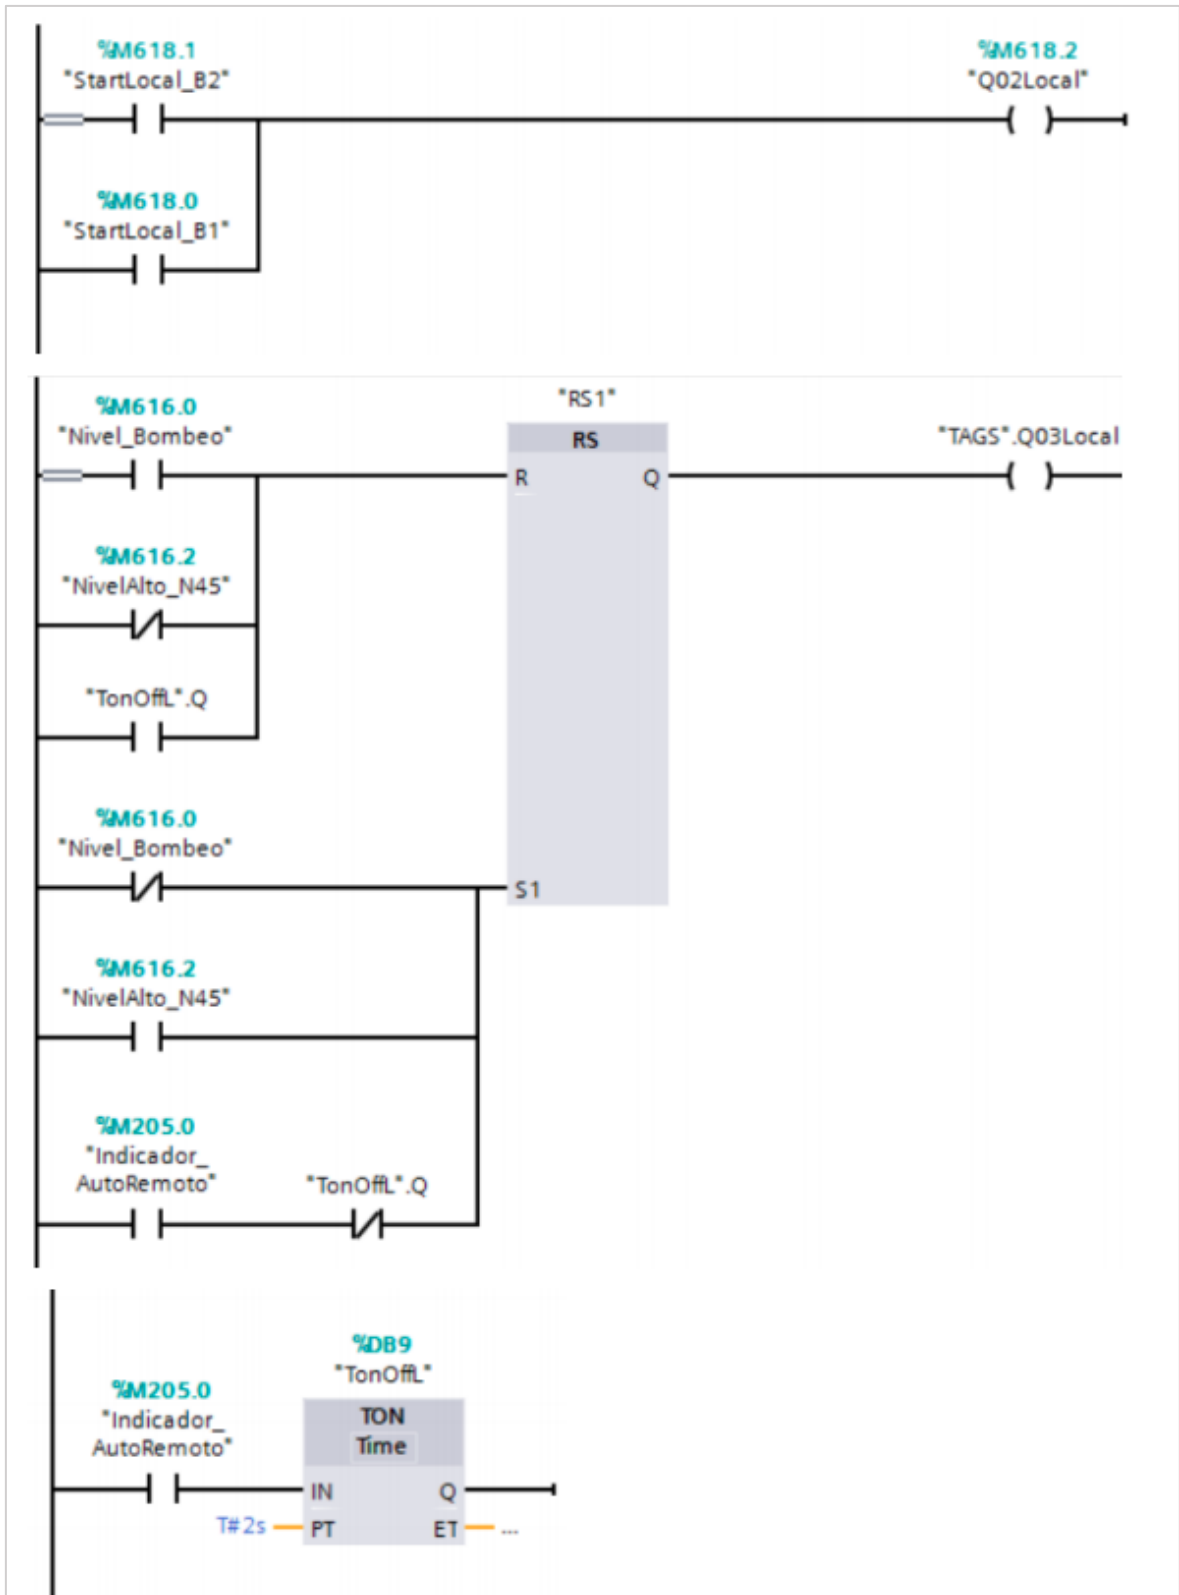 %M618.1
"StartLocal_B2"
%M618.2
"Q02Local"
%M618.0
"StartLocal_B1"
%M616.0
"Nivel_Bombeo"
"RS1"
RS
R
Q
"TAGS".Q03Local
%M616.2
"NivelAlto_N45"
"TonOffL".Q
%M616.0
"Nivel_Bombeo"
S1
%M616.2
"NivelAlto_N45"
%M205.0
"Indicador_
AutoRemoto"
"TonOffL".Q
%DB9
"TonOffL"
%M205.0
"Indicador_
AutoRemoto"
TON
Time
IN
Q
T#2s
PT
ET
...